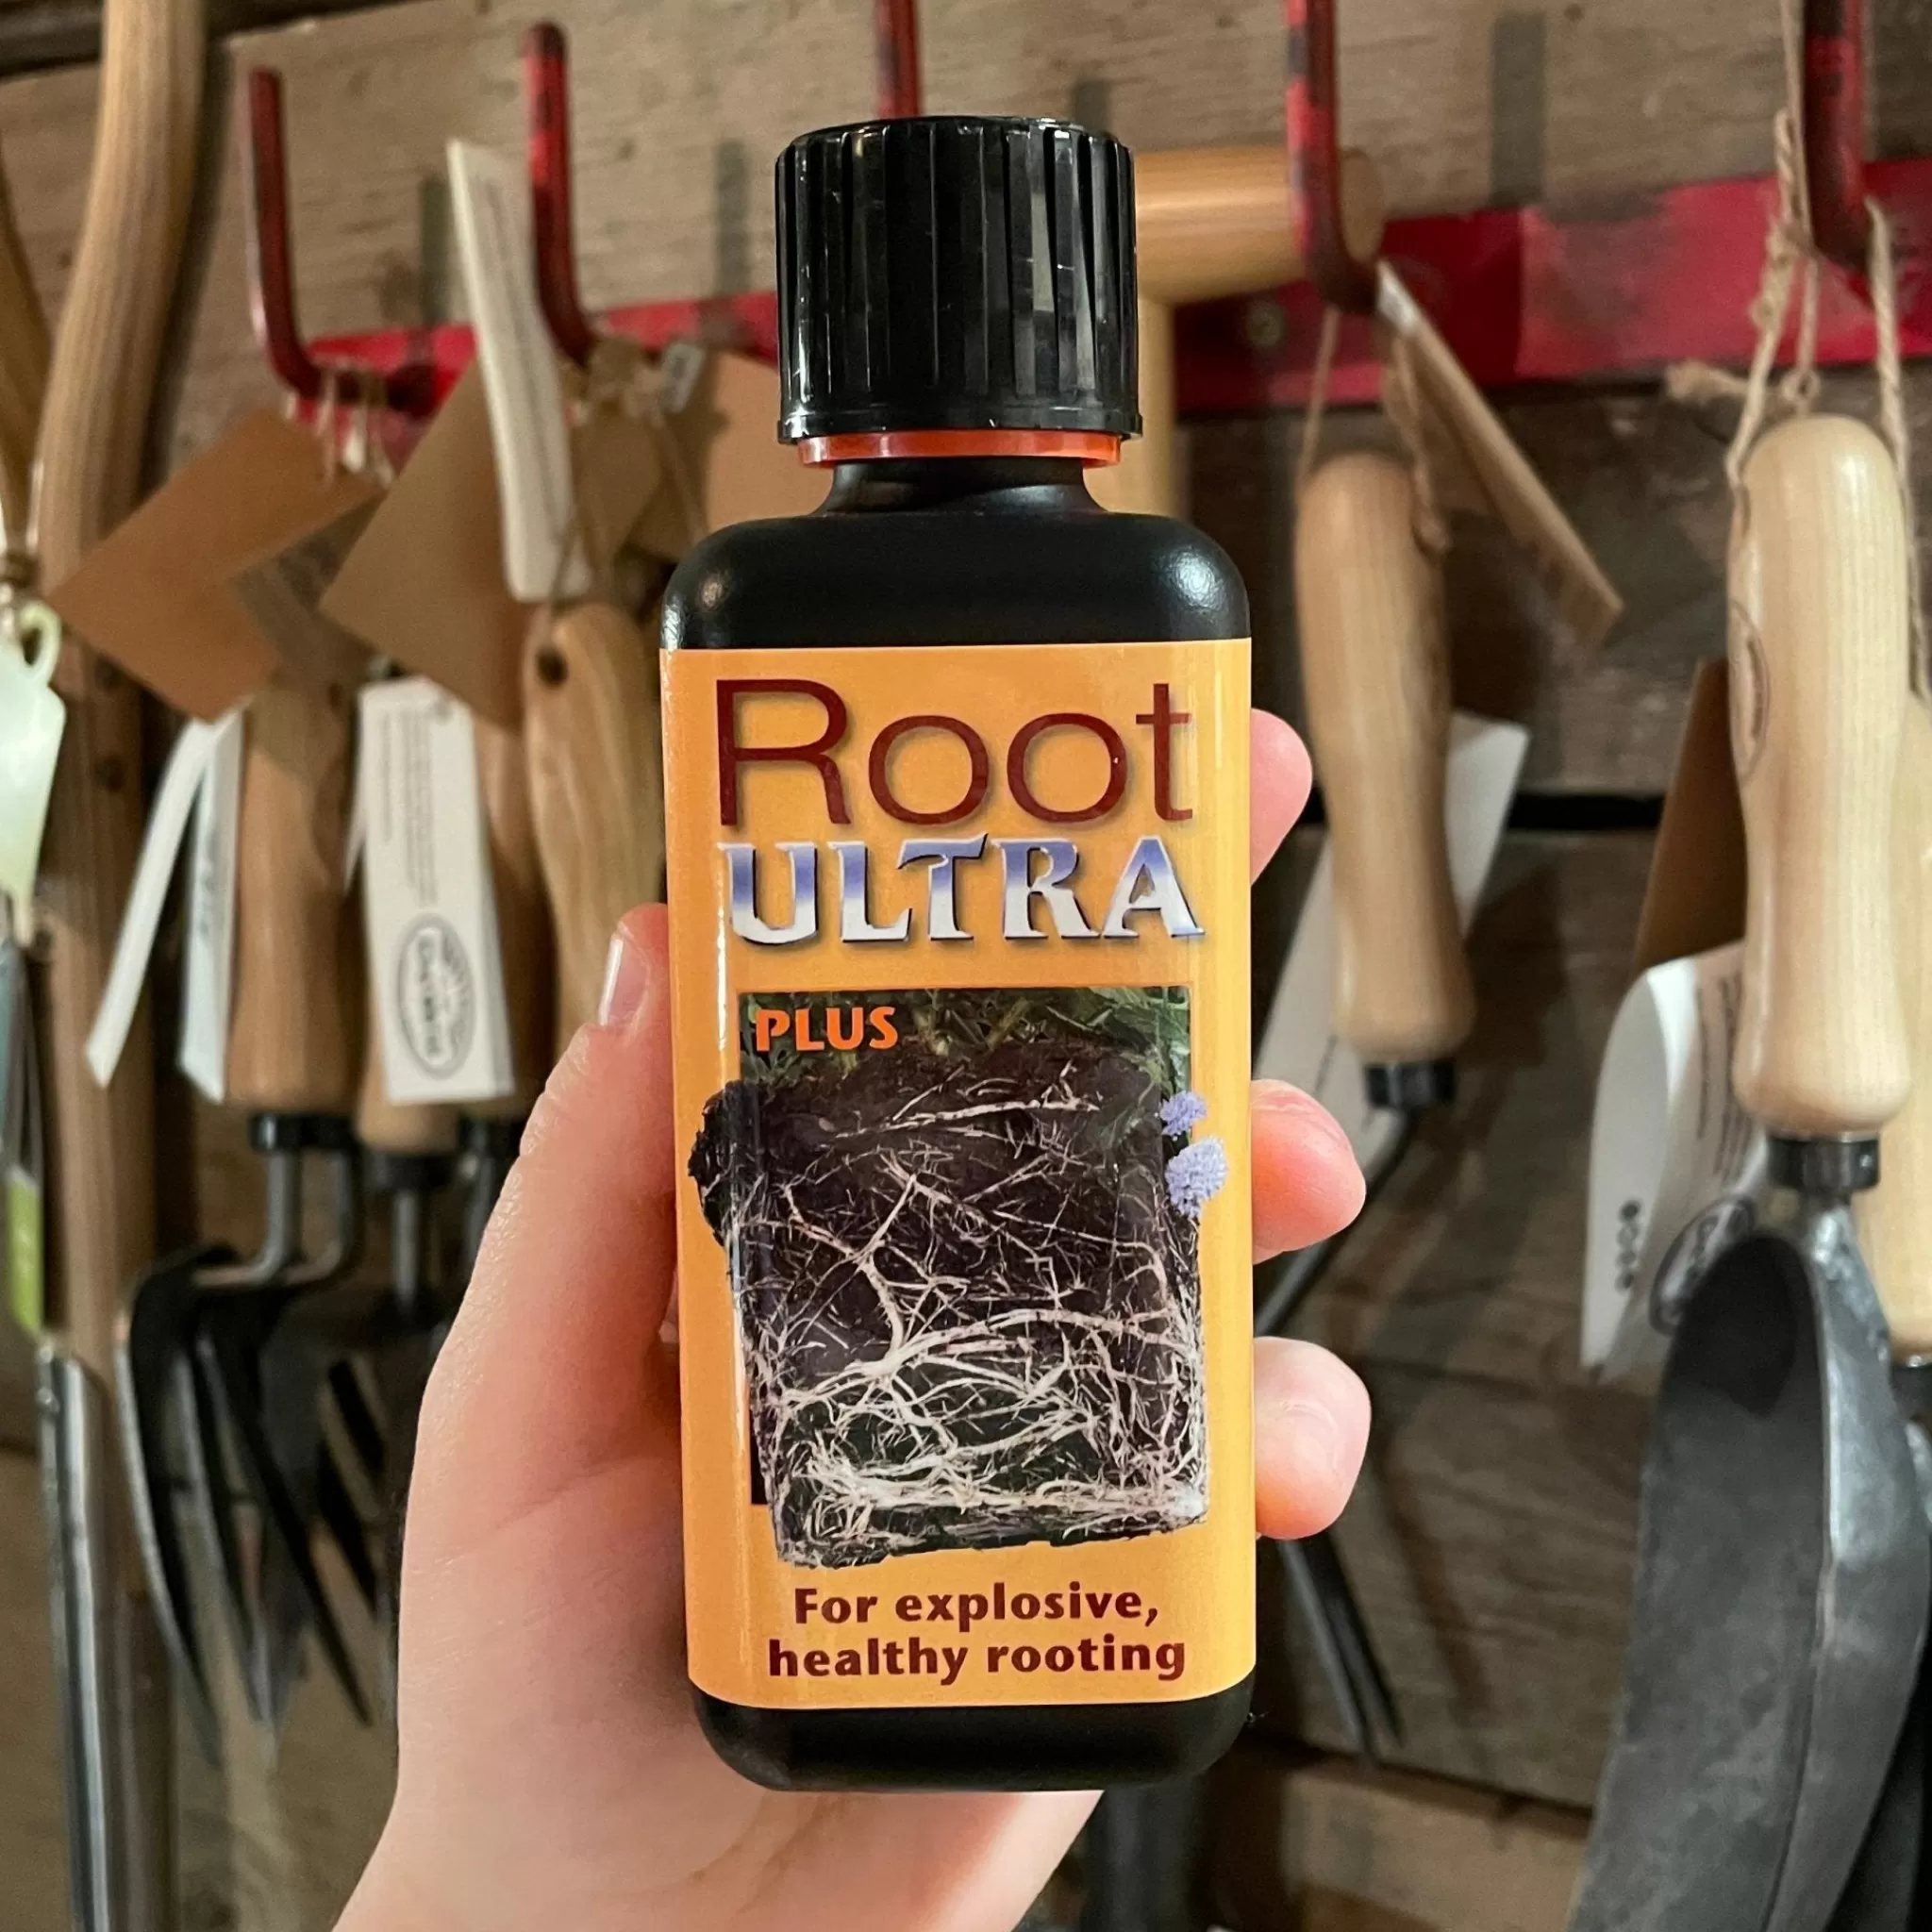 Root
ULTRA
PLUS
For explosive,
healthy rooting